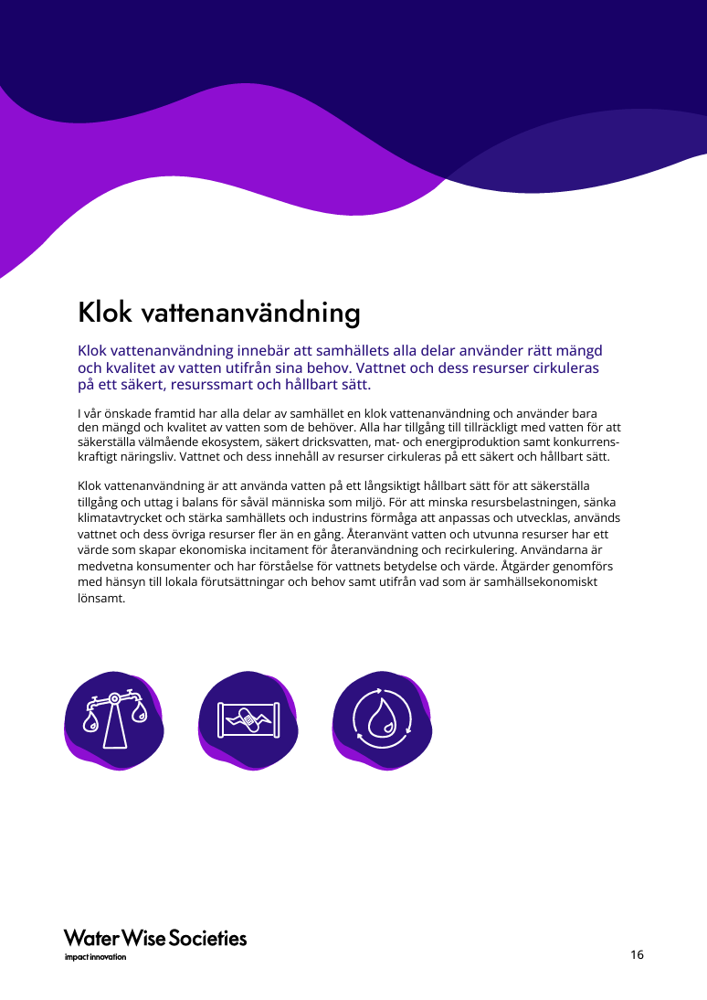 Klok vattenanvändning
Klok vattenanvändning innebär att samhällets alla delar använder rätt mängd
och kvalitet av vatten utifrån sina behov. Vattnet och dess resurser cirkuleras
på ett säkert, resurssmart och hållbart sätt.
I vår önskade framtid har alla delar av samhället en klok vattenanvändning och använder bara
den mängd och kvalitet av vatten som de behöver. Alla har tillgång till tillräckligt med vatten för att
säkerställa välmående ekosystem, säkert dricksvatten, mat- och energiproduktion samt konkurrens-
kraftigt näringsliv. Vattnet och dess innehåll av resurser cirkuleras på ett säkert och hållbart sätt.
Klok vattenanvändning är att använda vatten på ett långsiktigt hållbart sätt för att säkerställa
tillgång och uttag i balans för såväl människa som miljö. För att minska resursbelastningen, sänka
klimatavtrycket och stärka samhällets och industrins förmåga att anpassas och utvecklas, används
vattnet och dess övriga resurser fler än en gång. Återanvänt vatten och utvunna resurser har ett
värde som skapar ekonomiska incitament för återanvändning och recirkulering. Användarna är
medvetna konsumenter och har förståelse för vattnets betydelse och värde. Åtgärder genomförs
med hänsyn till lokala förutsättningar och behov samt utifrån vad som är samhällsekonomiskt
lönsamt.
Water Wise Societies
impact innovation
16